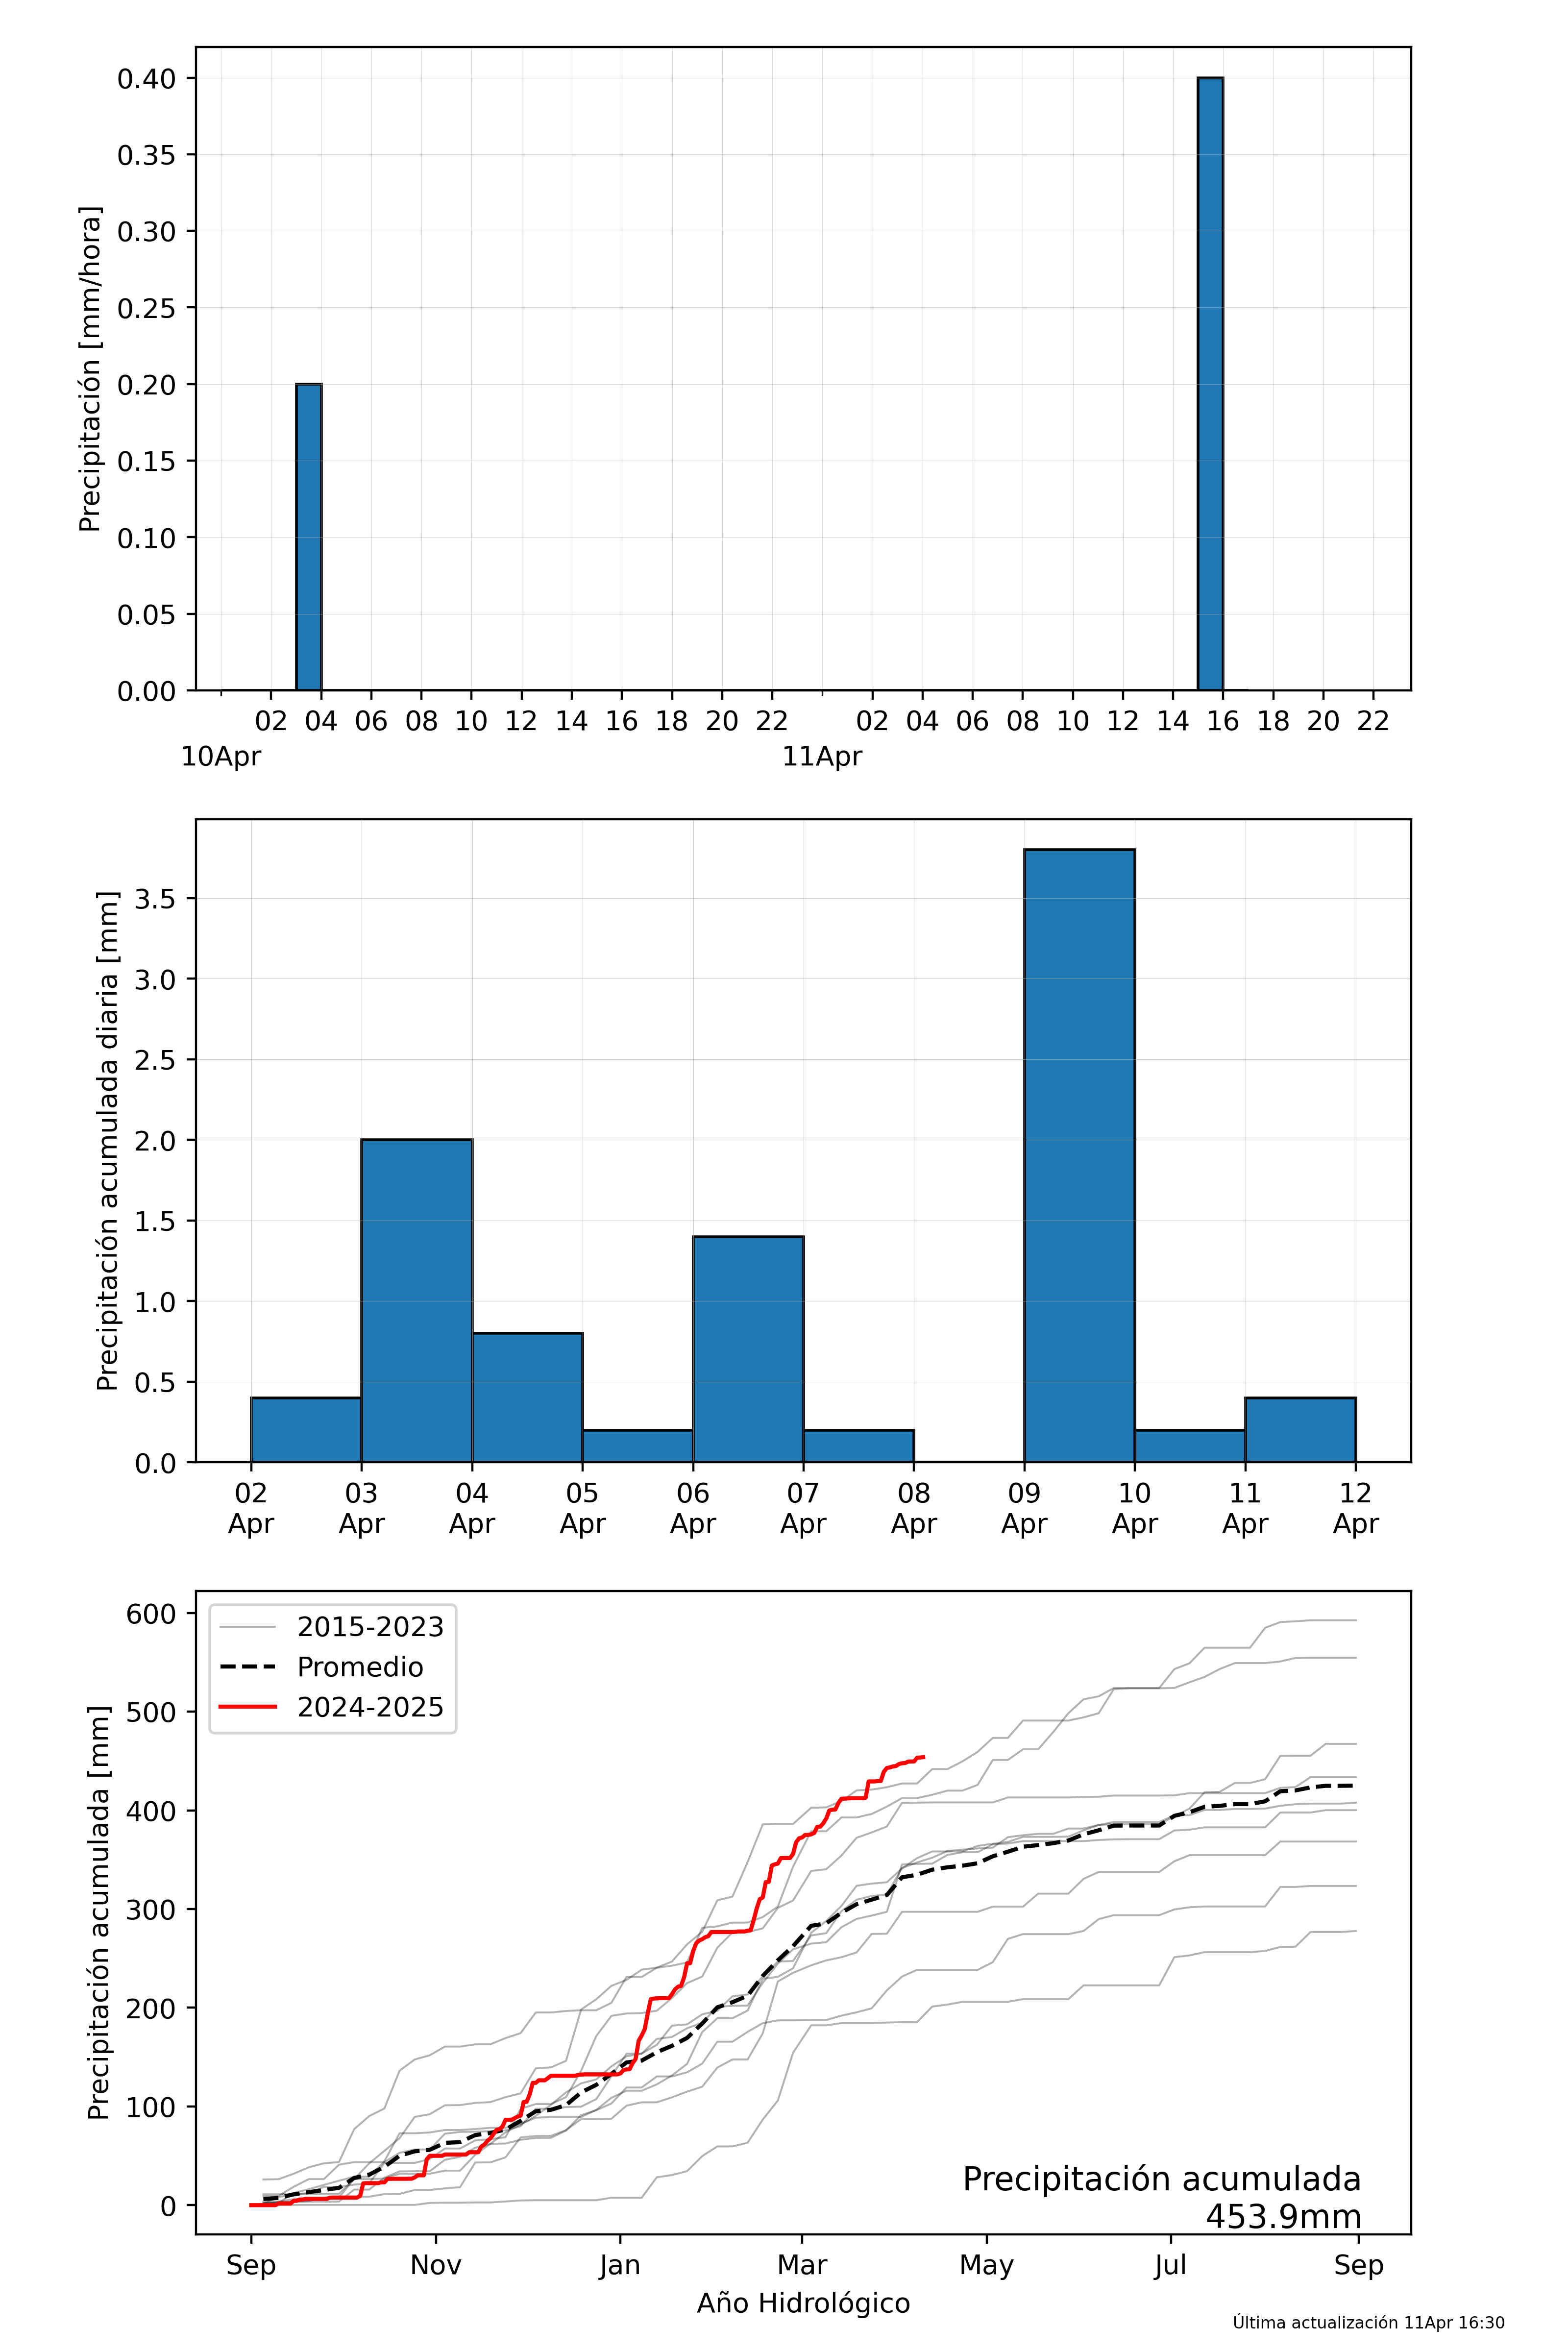 Precipitación [mm/hora]
0.40
0.35
0.30
0.25
0.20
0.15
0.10
0.05
0.00
02 04 06 08 10 12 14 16 18 20 22 02 04 06 08 10 12 14 16 18 20 22
10Apr 11Apr
Precipitación acumulada diaria [mm]
3.5
3.0
2.5
2.0
1.5
1.0
0.5
0.0
02 03 04 05 06 07 08 09 10 11 12
Apr Apr Apr Apr Apr Apr Apr Apr Apr Apr Apr
Precipitación acumulada [mm]
600
500
400
300
200
100
0
2015-2023
Promedio
2024-2025
Precipitación acumulada
453.9mm
Sep Nov Jan Mar May Jul Sep
Año Hidrológico
Última actualización 11Apr 16:30